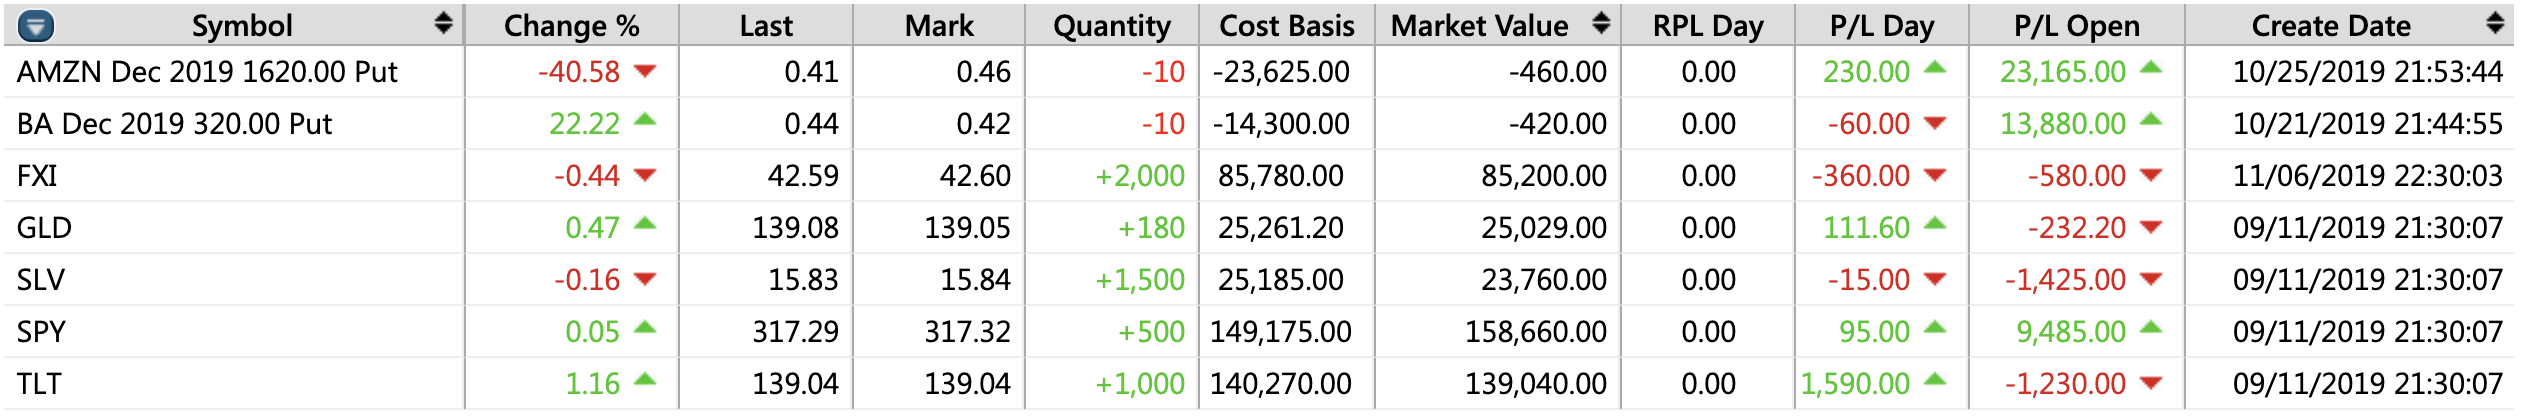 Symbol Change % Last Mark Quantity Cost Basis Market Value RPL Day P/L Day P/L Open Create Date
AMZN Dec 2019 1620.00 Put -40.58 0.41 0.46 -10 -23,625.00 -460.00 0.00 230.00 23,165.00 10/25/2019 21:53:44
BA Dec 2019 320.00 Put 22.22 0.44 0.42 -10 -14,300.00 -420.00 0.00 -60.00 13,880.00 10/21/2019 21:44:55
FXI -0.44 42.59 42.60 +2,000 85,780.00 85,200.00 0.00 -360.00 -580.00 11/06/2019 22:30:03
GLD 0.47 139.08 139.05 +180 25,261.20 25,029.00 0.00 111.60 -232.20 09/11/2019 21:30:07
SLV -0.16 15.83 15.84 +1,500 25,185.00 23,760.00 0.00 -15.00 -1,425.00 09/11/2019 21:30:07
SPY 0.05 317.29 317.32 +500 149,175.00 158,660.00 0.00 95.00 9,485.00 09/11/2019 21:30:07
TLT 1.16 139.04 139.04 +1,000 140,270.00 139,040.00 0.00 1,590.00 -1,230.00 09/11/2019 21:30:07